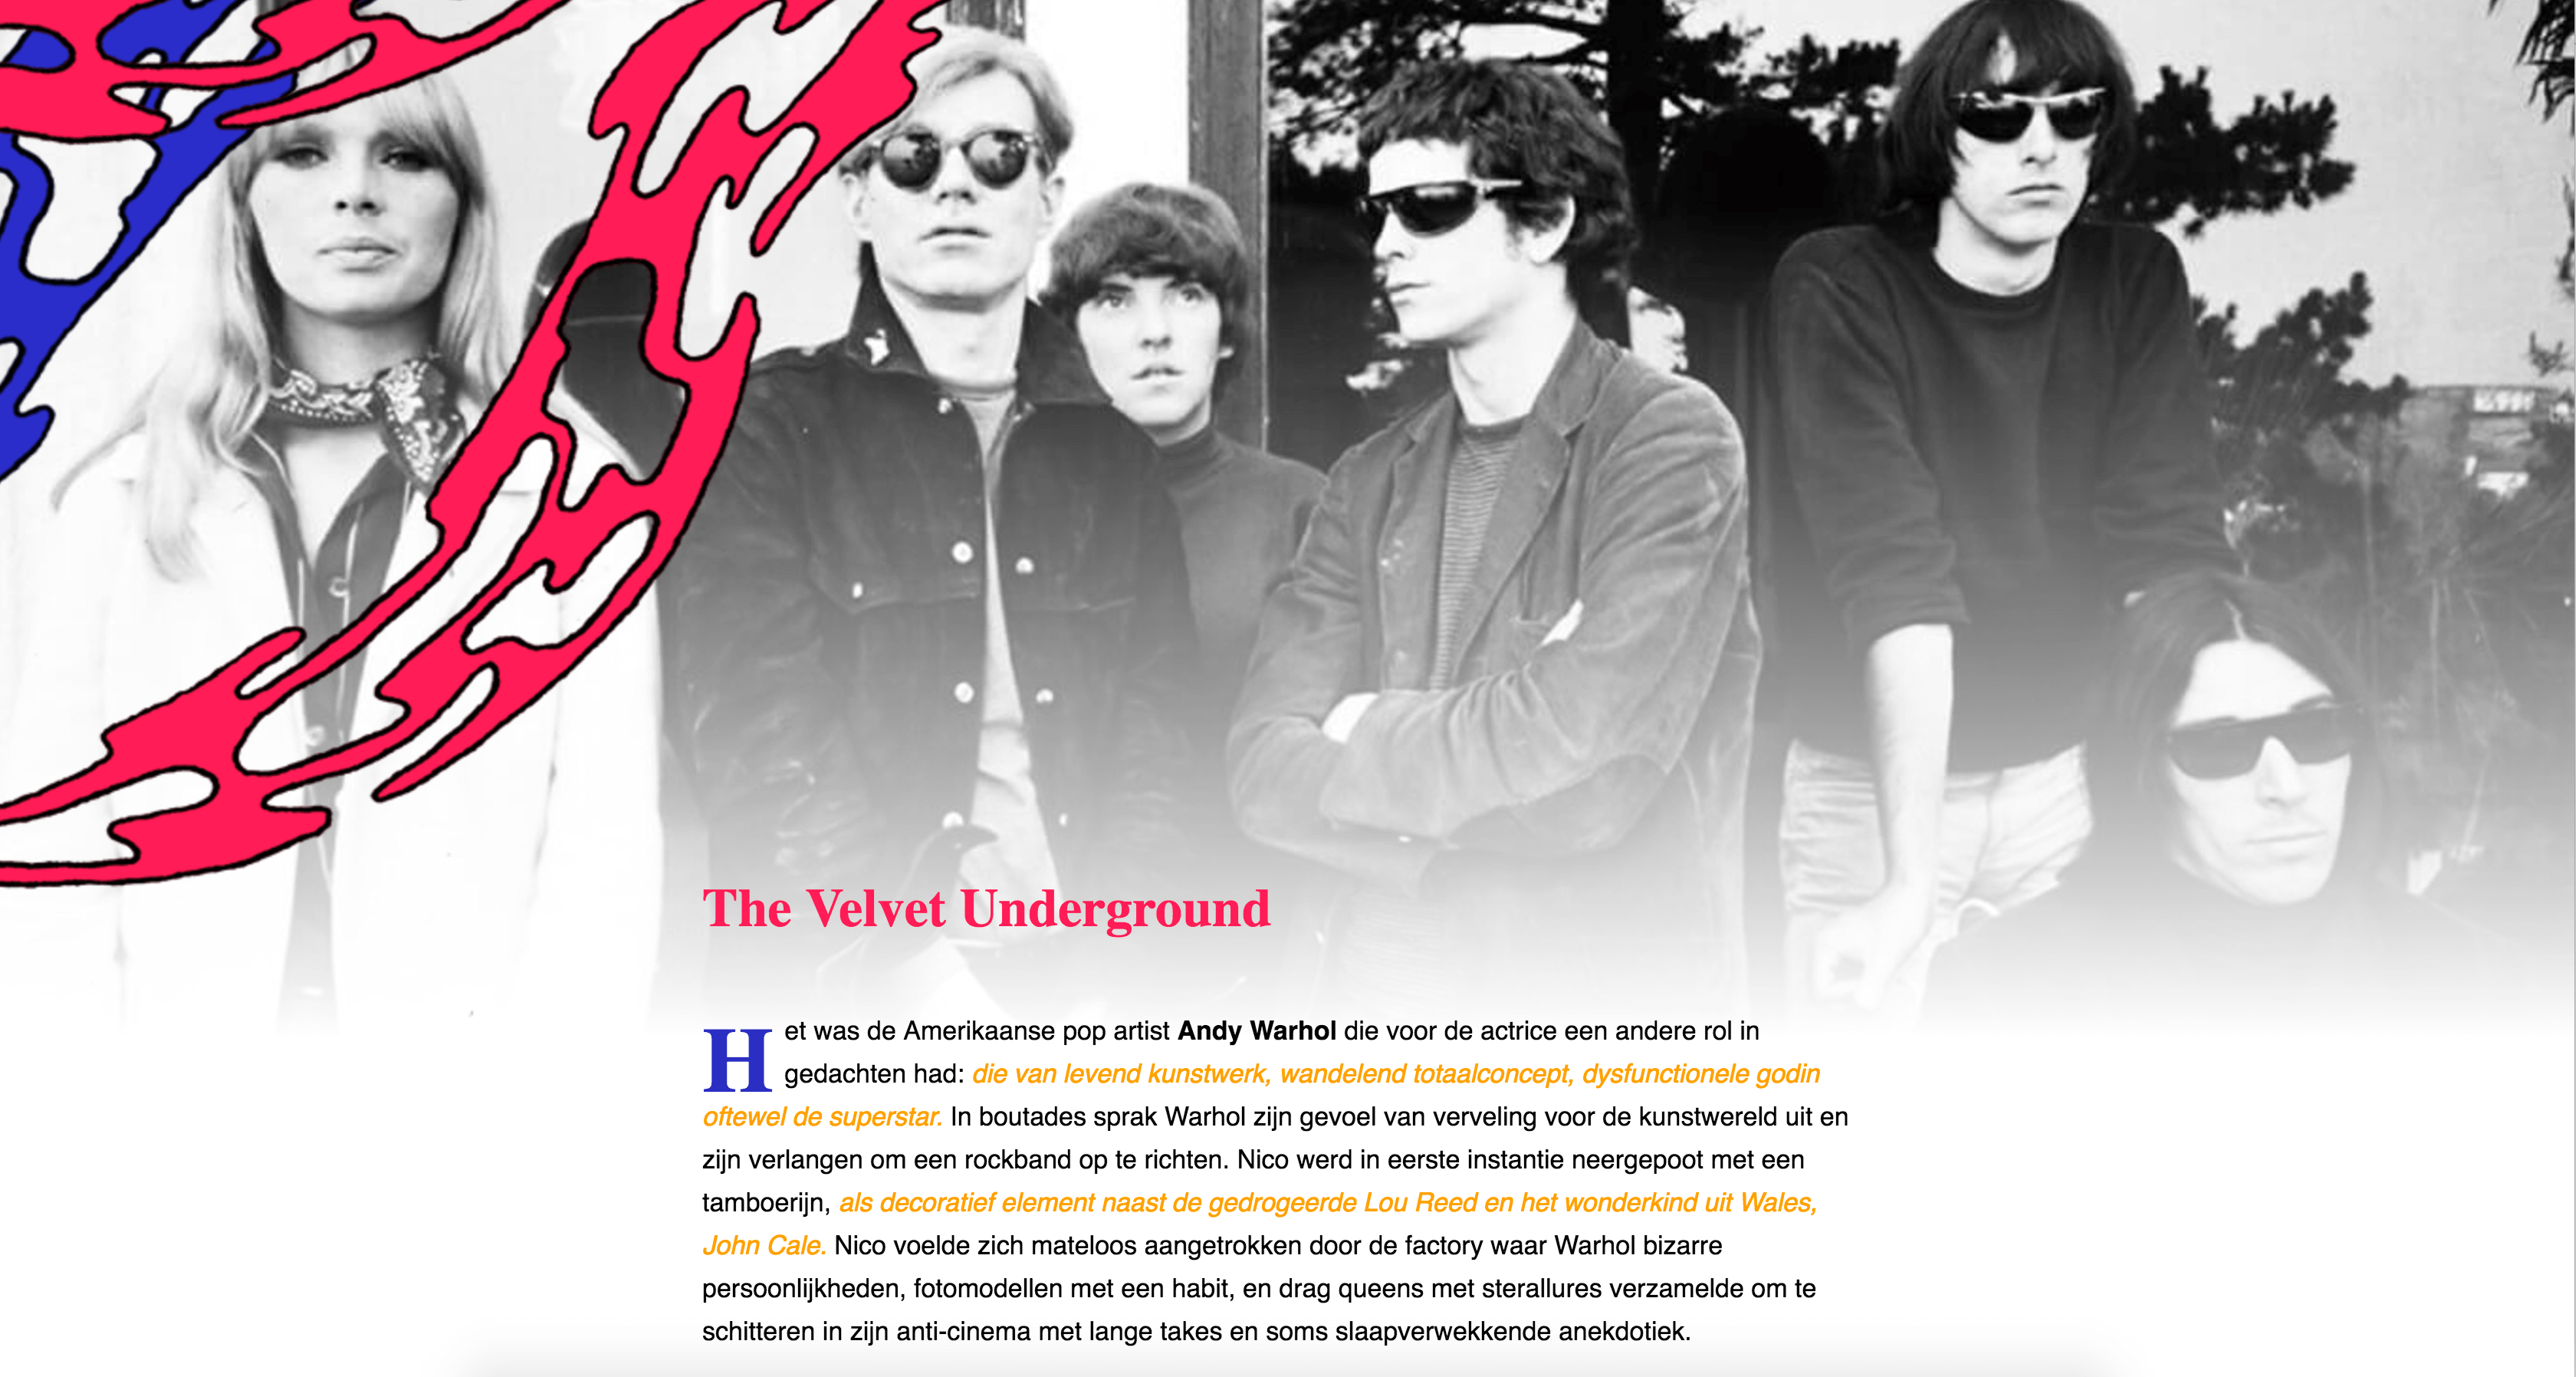 The Velvet Underground
Het was de Amerikaanse pop artist Andy Warhol die voor de actrice een andere rol in
gedachten had: die van levend kunstwerk, wandelend totaalconcept, dysfunctionele godin
oftewel de superstar. In boutades sprak Warhol zijn gevoel van verveling voor de kunstwereld uit en
zijn verlangen om een rockband op te richten. Nico werd in eerste instantie neergepoot met een
tamboerijn, als decoratief element naast de gedrogeerde Lou Reed en het wonderkind uit Wales,
John Cale. Nico voelde zich mateloos aangetrokken door de factory waar Warhol bizarre
persoonlijkheden, fotomodellen met een habit, en drag queens met sterallures verzamelde om te
schitteren in zijn anti-cinema met lange takes en soms slaapverwekkende anekdotiek.